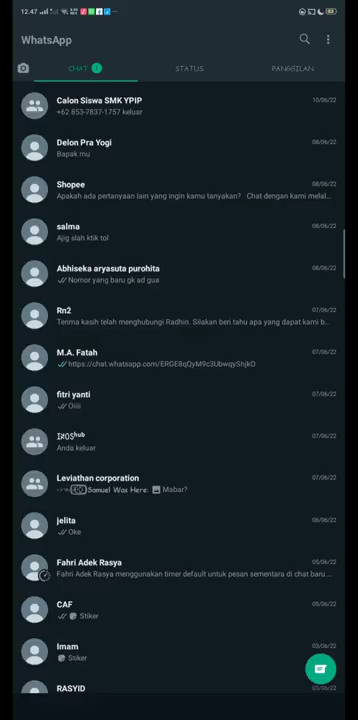 12.47
WhatsApp
CHAT 1 STATUS PANGGILAN
Calon Siswa SMK YPIP 10/06/22
+62 853-7837-1757 keluar
Delon Pra Yogi 08/06/22
Bapak mu
Shopee 08/06/22
Apakah ada pertanyaan lain yang ingin kamu tanyakan? Chat dengan kami melal...
salma 08/06/22
Ajig slah ktik tol
Abhiseka aryasuta purohita 08/06/22
Nomor yang baru gk ad gua
Rn2 07/06/22
Terima kasih telah menghubungi Radhin. Silakan beri tahu apa yang dapat kami b...
M.A. Fatah 07/06/22
https://chat.whatsapp.com/ERGE8qQyM9c3UbwqyShjkO
fitri yanti 07/06/22
Oiiii
hub 07/06/22
Anda keluar
Leviathan corporation 07/06/22
Samuel Was Here: Mabar?
jelita 06/06/22
Oke
Fahri Adek Rasya 05/06/22
Fahri Adek Rasya menggunakan timer default untuk pesan sementara di chat baru....
CAF 05/06/22
Stiker
Imam 03/06/22
Stiker
RASYID 03/06/22